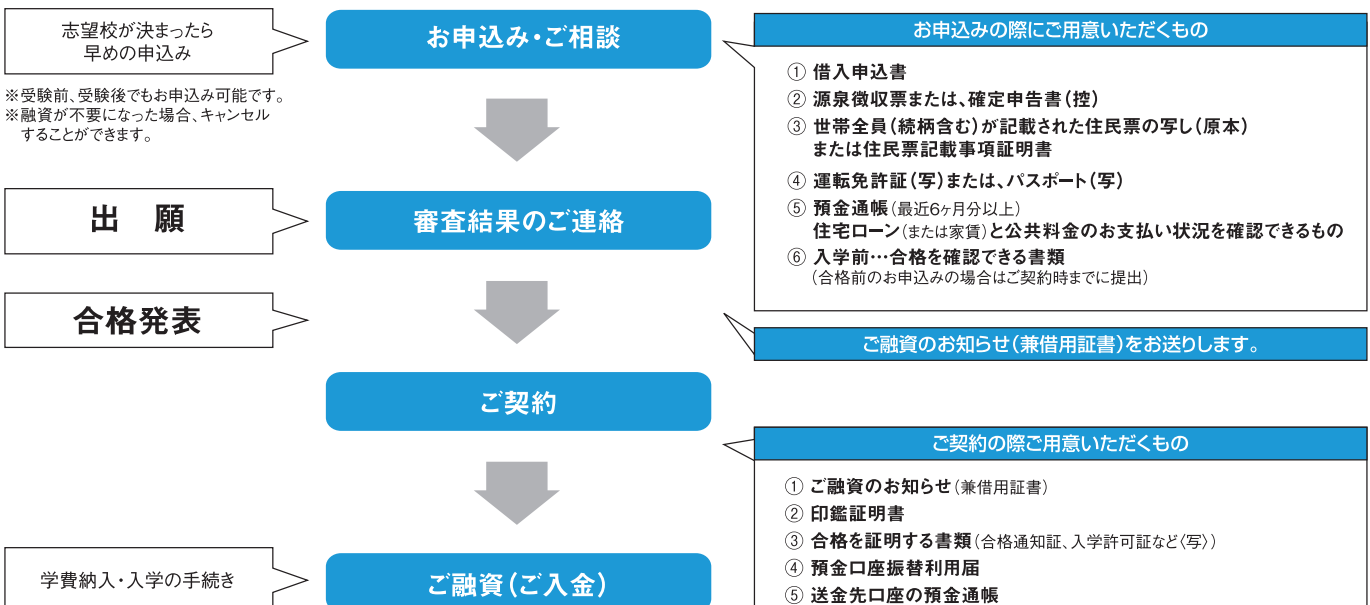 志望校が決まったら
早めの申込み
※受験前、受験後でもお申込み可能です。
※融資が不要になった場合、キャンセル
することができます。
お申込み・ご相談
お申込みの際にご用意いただくもの
① 借入申込書
② 源泉徴収票または、確定申告書(控)
③ 世帯全員(続柄含む)が記載された住民票の写し(原本)
または住民票記載事項証明書
④ 運転免許証(写)または、パスポート(写)
⑤ 預金通帳(最近6ヶ月分以上)
住宅ローン(または家賃)と公共料金のお支払い状況を確認できるもの
⑥ 入学前…合格を確認できる書類
(合格前のお申込みの場合はご契約時までに提出)
出 願
審査結果のご連絡
合格発表
ご融資のお知らせ(兼借用証書)をお送りします。
ご契約
ご契約の際ご用意いただくもの
① ご融資のお知らせ(兼借用証書)
② 印鑑証明書
③ 合格を証明する書類(合格通知証、入学許可証など〈写〉)
④ 預金口座振替利用届
⑤ 送金先口座の預金通帳
学費納入・入学の手続き
ご融資(ご入金)